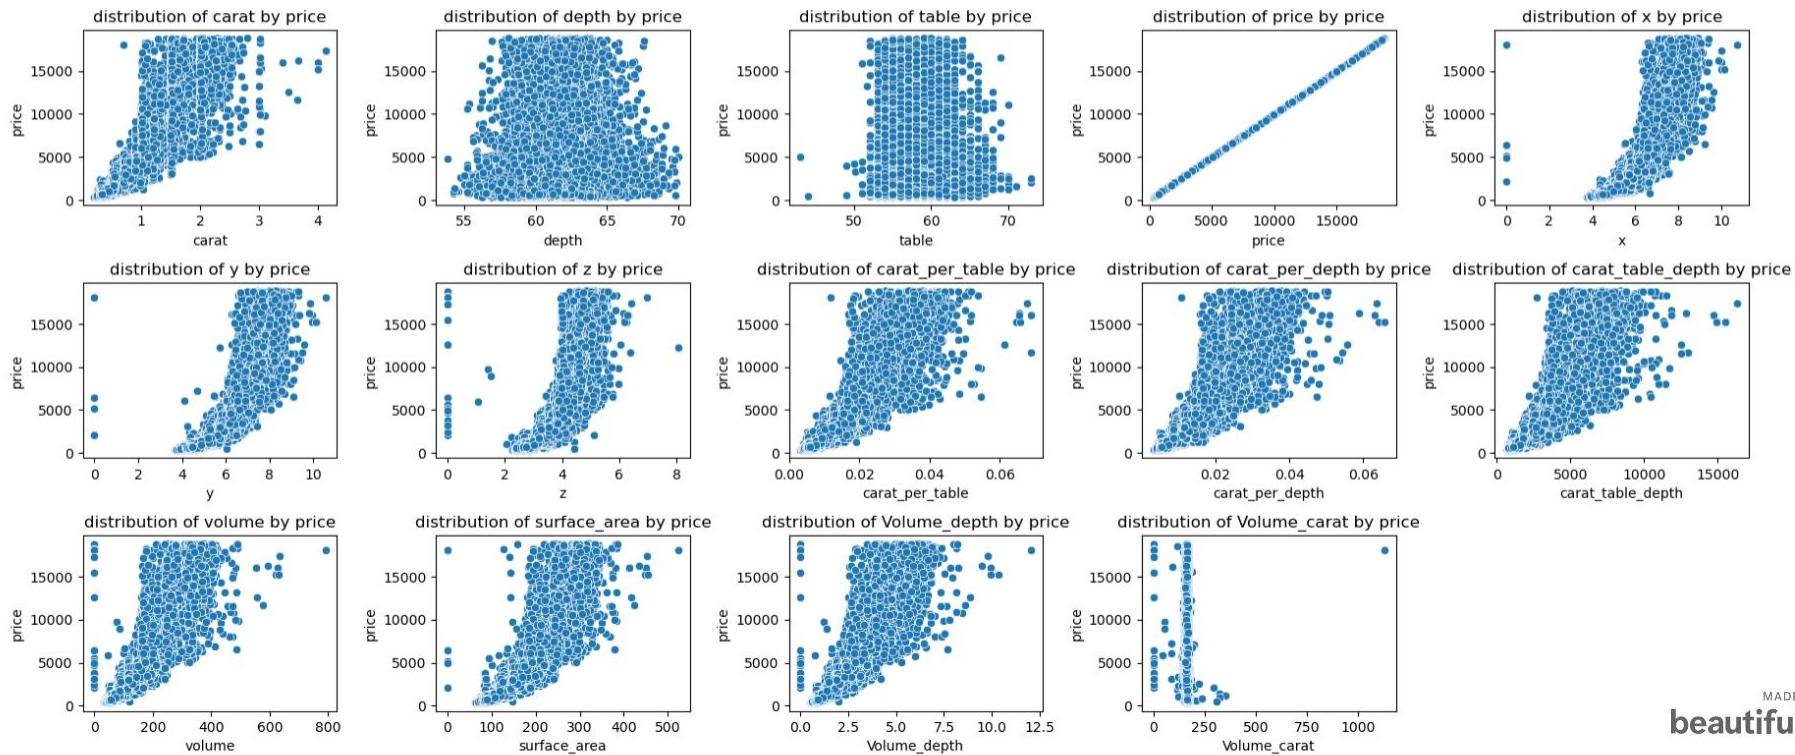 distribution of carat by price
distribution of depth by price
distribution of table by price
distribution of price by price
distribution of x by price
price
15000
10000
5000
0
1 2 3 4
carat
price
15000
10000
5000
0
55 60 65 70
depth
price
15000
10000
5000
0
50 60 70
table
price
15000
10000
5000
0
0 5000 10000 15000
price
price
15000
10000
5000
0
0 2 4 6 8 10
x
distribution of y by price
distribution of z by price
distribution of carat_per_table by price
distribution of carat_per_depth by price
distribution of carat_table_depth by price
price
15000
10000
5000
0
0 2 4 6 8 10
y
price
15000
10000
5000
0
0 2 4 6 8
z
price
15000
10000
5000
0
0.00 0.02 0.04 0.06
carat_per_table
price
15000
10000
5000
0
0.02 0.04 0.06
carat_per_depth
price
15000
10000
5000
0
0 5000 10000 15000
carat_table_depth
distribution of volume by price
distribution of surface_area by price
distribution of Volume_depth by price
distribution of Volume_carat by price
price
15000
10000
5000
0
0 200 400 600 800
volume
price
15000
10000
5000
0
0 100 200 300 400 500
surface_area
price
15000
10000
5000
0
0.0 2.5 5.0 7.5 10.0 12.5
Volume_depth
price
15000
10000
5000
0
0 250 500 750 1000
Volume_carat
MADE
beautifu